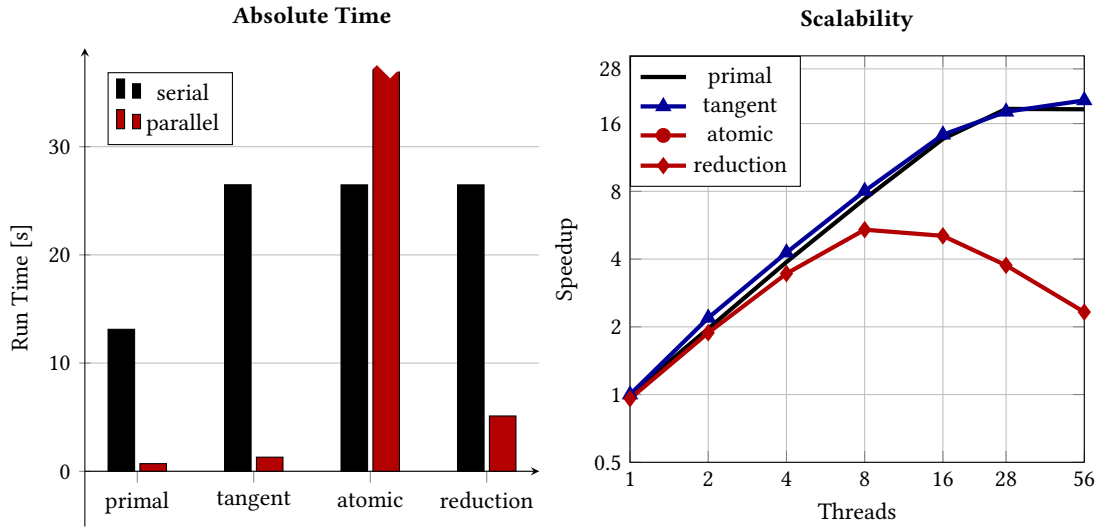 Absolute Time
serial
parallel
Run Time [s]
30
20
10
0
primal
tangent
atomic
reduction
Scalability
primal
tangent
atomic
reduction
Speedup
28
16
8
4
2
1
0.5
1
2
4
8
16
28
56
Threads